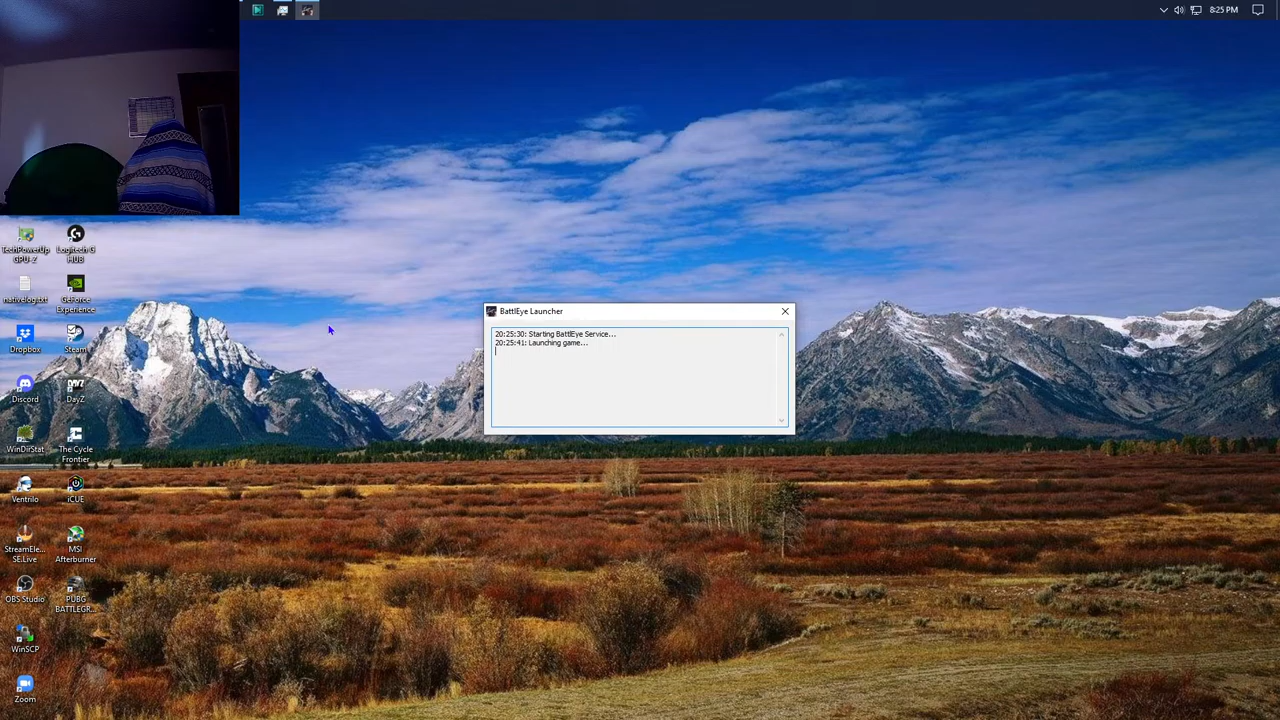 8:25 PM
TechPowerUp
GPU-Z
Logitech G
HUB
nativelog.txt
GeForce
Experience
Dropbox
Steam
Discord
DayZ
WinDirStat
The Cycle
Frontier
Ventrilo
iCUE
StreamEle...
SE.Live
MSI
Afterburner
OBS Studio
PUBG
BATTLEGR...
WinSCP
Zoom
BattlEye Launcher
20:25:30: Starting BattlEye Service...
20:25:41: Launching game...